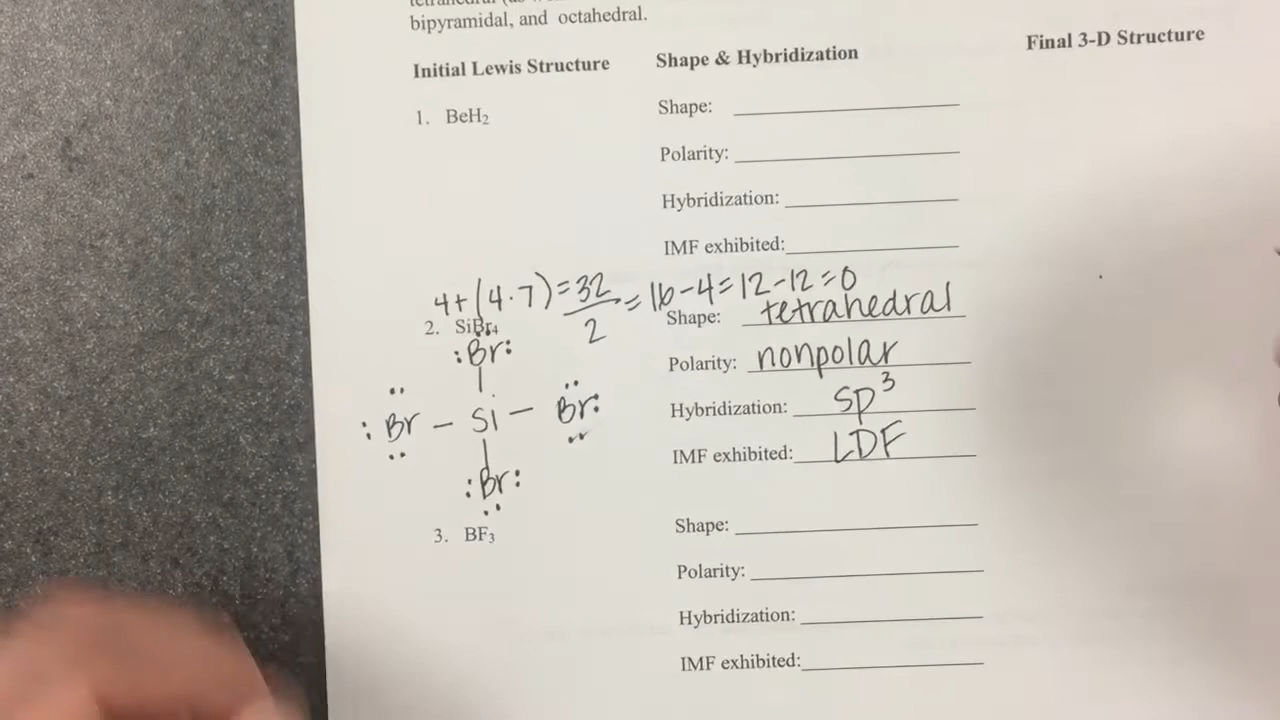 bipyramidal, and octahedral.
Initial Lewis Structure Shape & Hybridization Final 3-D Structure
1. BeH₂ Shape:
Polarity:
Hybridization:
IMF exhibited:
4+(4·7)=32/2=16-4=12-12=0
2. SiBr₄ Shape: tetrahedral
:Br: Polarity: nonpolar
:Br - Si - Br: Hybridization: sp³
IMF exhibited: LDF
:Br:
3. BF₃ Shape:
Polarity:
Hybridization:
IMF exhibited: